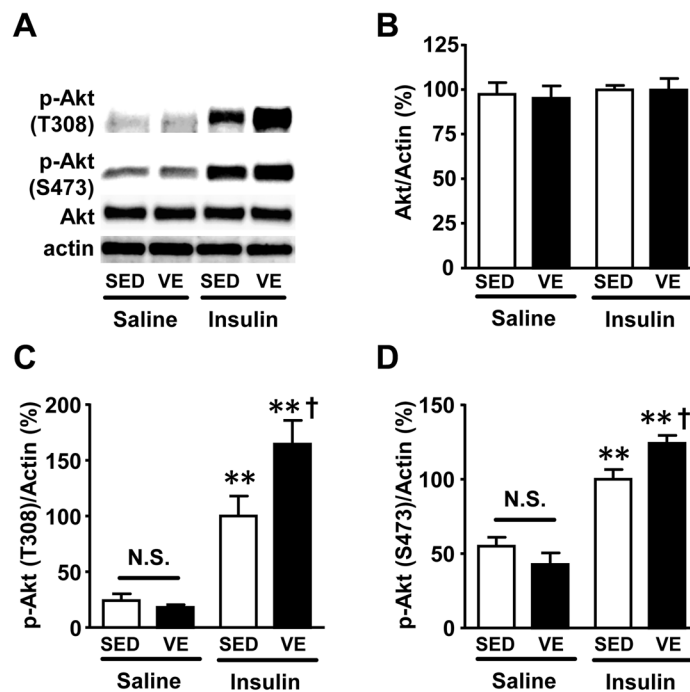 A
p-Akt
(T308)
p-Akt
(S473)
Akt
actin
SED VE SED VE
Saline Insulin
B
Akt/Actin (%)
125
100
75
50
25
0
SED VE SED VE
Saline Insulin
C
p-Akt (T308)/Actin (%)
200
150
100
50
0
N.S.
**
**†
SED VE SED VE
Saline Insulin
D
p-Akt (S473)/Actin (%)
150
100
50
0
N.S.
**
**†
SED VE SED VE
Saline Insulin